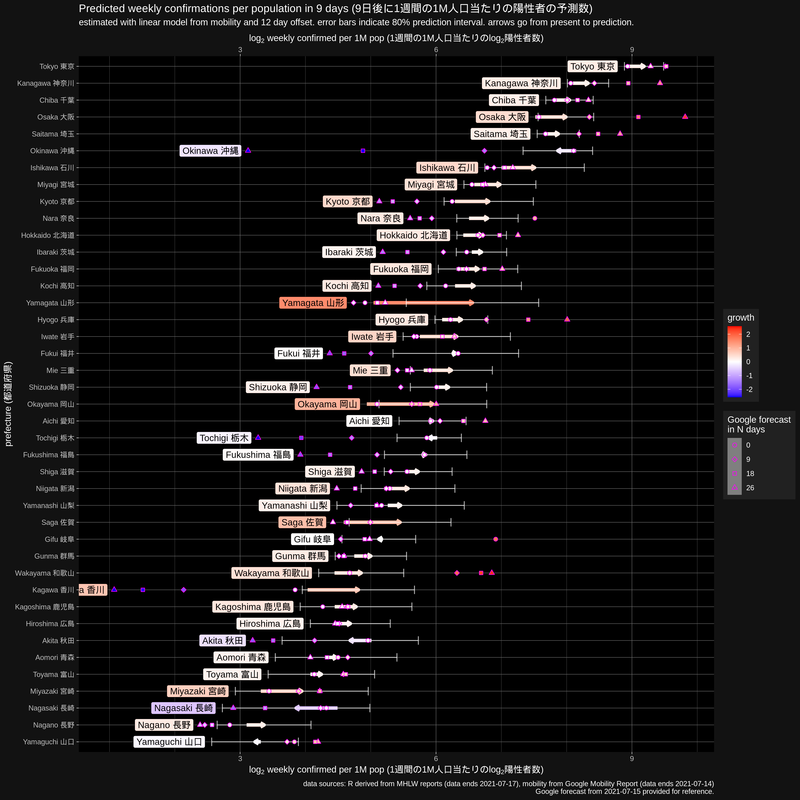 Predicted weekly confirmations per population in 9 days (9日後に1週間の1M人口当たりの陽性者の予測数)
estimated with linear model from mobility and 12 day offset. error bars indicate 80% prediction interval. arrows go from present to prediction.
log2 weekly confirmed per 1M pop (1週間の1M人口当たりのlog2陽性者数)
3 6 9
Tokyo 東京 Tokyo 東京
Kanagawa 神奈川 Kanagawa 神奈川
Chiba 千葉 Chiba 千葉
Osaka 大阪 Osaka 大阪
Saitama 埼玉 Saitama 埼玉
Okinawa 沖縄 Okinawa 沖縄
Ishikawa 石川 Ishikawa 石川
Miyagi 宮城 Miyagi 宮城
Kyoto 京都 Kyoto 京都
Nara 奈良 Nara 奈良
Hokkaido 北海道 Hokkaido 北海道
Ibaraki 茨城 Ibaraki 茨城
Fukuoka 福岡 Fukuoka 福岡
Kochi 高知 Kochi 高知
Yamagata 山形 Yamagata 山形
Hyogo 兵庫 Hyogo 兵庫
Iwate 岩手 Iwate 岩手
Fukui 福井 Fukui 福井
Mie 三重 Mie 三重
Shizuoka 静岡 Shizuoka 静岡
Okayama 岡山 Okayama 岡山
Aichi 愛知 Aichi 愛知
Tochigi 栃木 Tochigi 栃木
Fukushima 福島 Fukushima 福島
Shiga 滋賀 Shiga 滋賀
Niigata 新潟 Niigata 新潟
Yamanashi 山梨 Yamanashi 山梨
Saga 佐賀 Saga 佐賀
Gifu 岐阜 Gifu 岐阜
Gunma 群馬 Gunma 群馬
Wakayama 和歌山 Wakayama 和歌山
Kagawa 香川 a 香川
Kagoshima 鹿児島 Kagoshima 鹿児島
Hiroshima 広島 Hiroshima 広島
Akita 秋田 Akita 秋田
Aomori 青森 Aomori 青森
Toyama 富山 Toyama 富山
Miyazaki 宮崎 Miyazaki 宮崎
Nagasaki 長崎 Nagasaki 長崎
Nagano 長野 Nagano 長野
Yamaguchi 山口 Yamaguchi 山口
3 6 9
log2 weekly confirmed per 1M pop (1週間の1M人口当たりのlog2陽性者数)
prefecture (都道府県)
growth
2
1
0
-1
-2
Google forecast
in N days
0
9
18
26
data sources: R derived from MHLW reports (data ends 2021-07-17), mobility from Google Mobility Report (data ends 2021-07-14)
Google forecast from 2021-07-15 provided for reference.